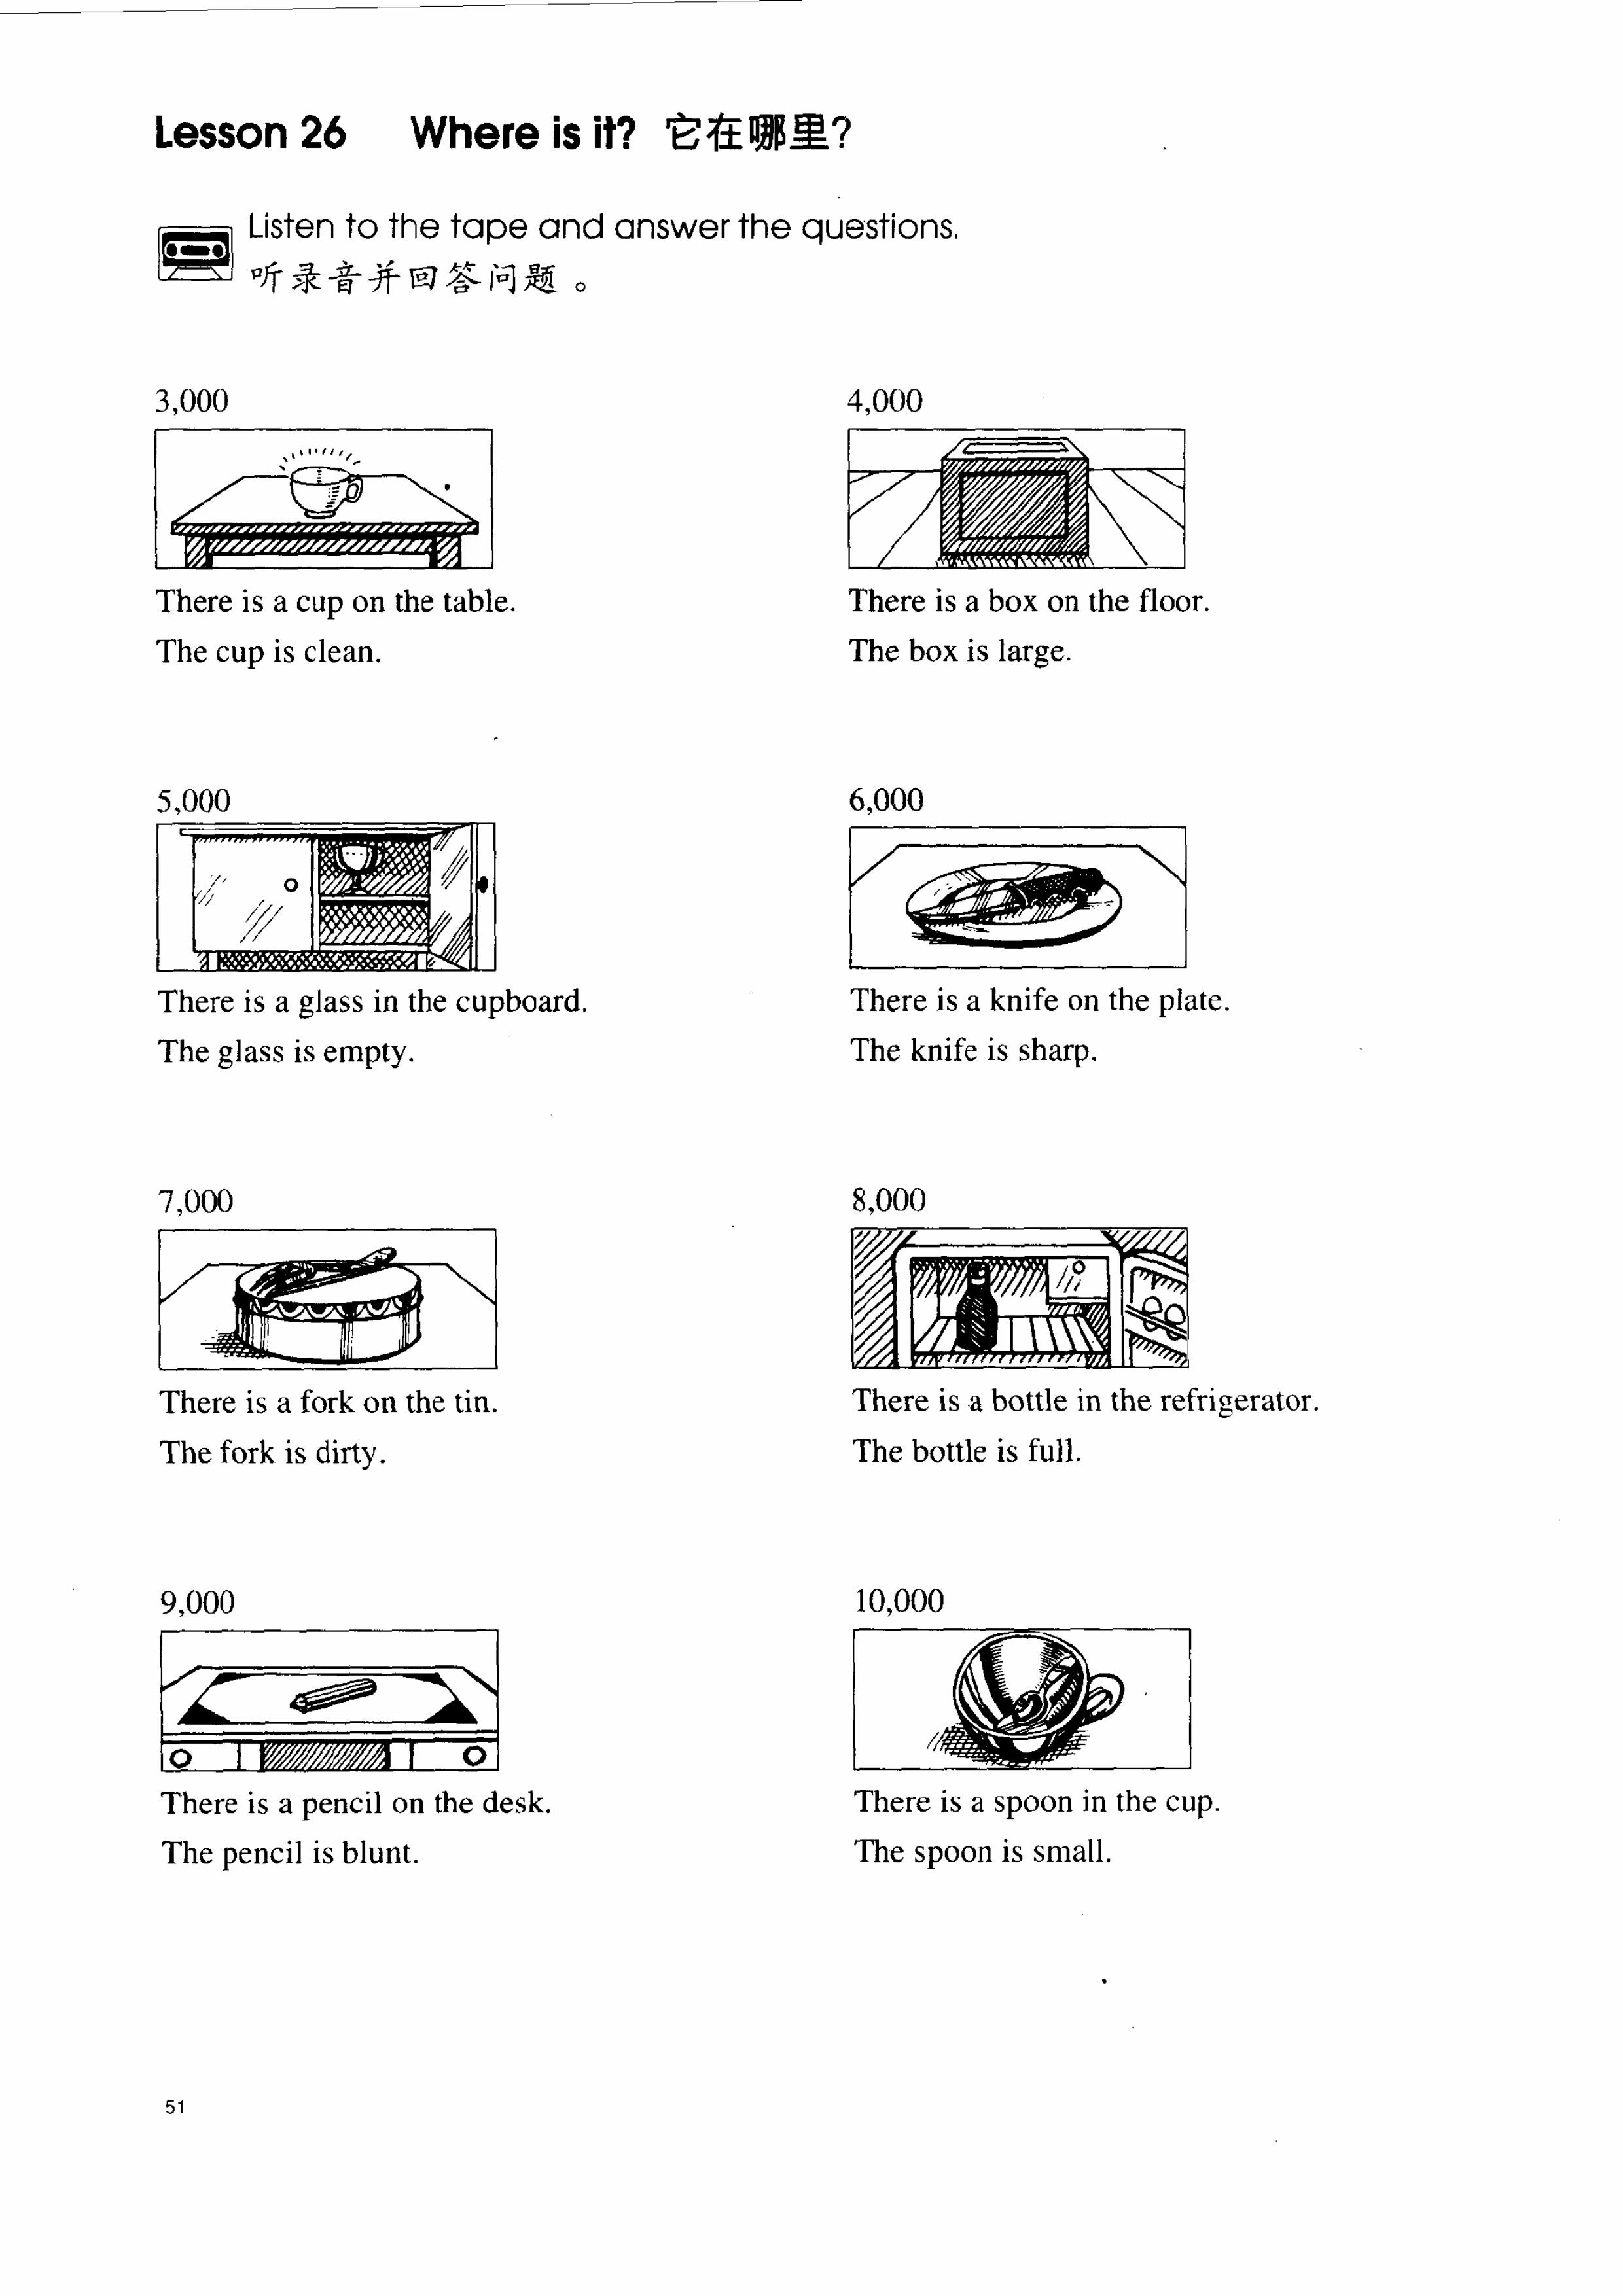 Lesson 26 Where is it? 它在哪里?
Listen to the tape and answer the questions.
听录音并回答问题。
3,000
There is a cup on the table.
The cup is clean.
4,000
There is a box on the floor.
The box is large.
5,000
There is a glass in the cupboard.
The glass is empty.
6,000
There is a knife on the plate.
The knife is sharp.
7,000
There is a fork on the tin.
The fork is dirty.
8,000
There is a bottle in the refrigerator.
The bottle is full.
9,000
There is a pencil on the desk.
The pencil is blunt.
10,000
There is a spoon in the cup.
The spoon is small.
51